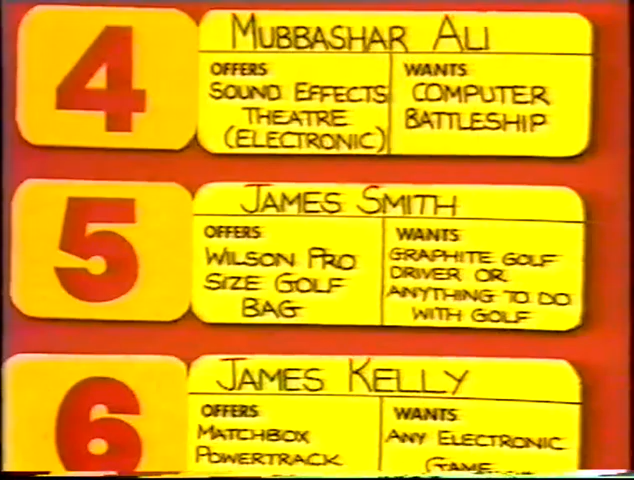 4
MUBBASHAR ALI
OFFERS
SOUND EFFECTS
THEATRE
(ELECTRONIC)
WANTS
COMPUTER
BATTLESHIP
5
JAMES SMITH
OFFERS
WILSON PRO
SIZE GOLF
BAG
WANTS
GRAPHITE GOLF
DRIVER OR
ANYTHING TO DO
WITH GOLF
6
JAMES KELLY
OFFERS
MATCHBOX
POWERTRACK
WANTS
ANY ELECTRONIC
GAME